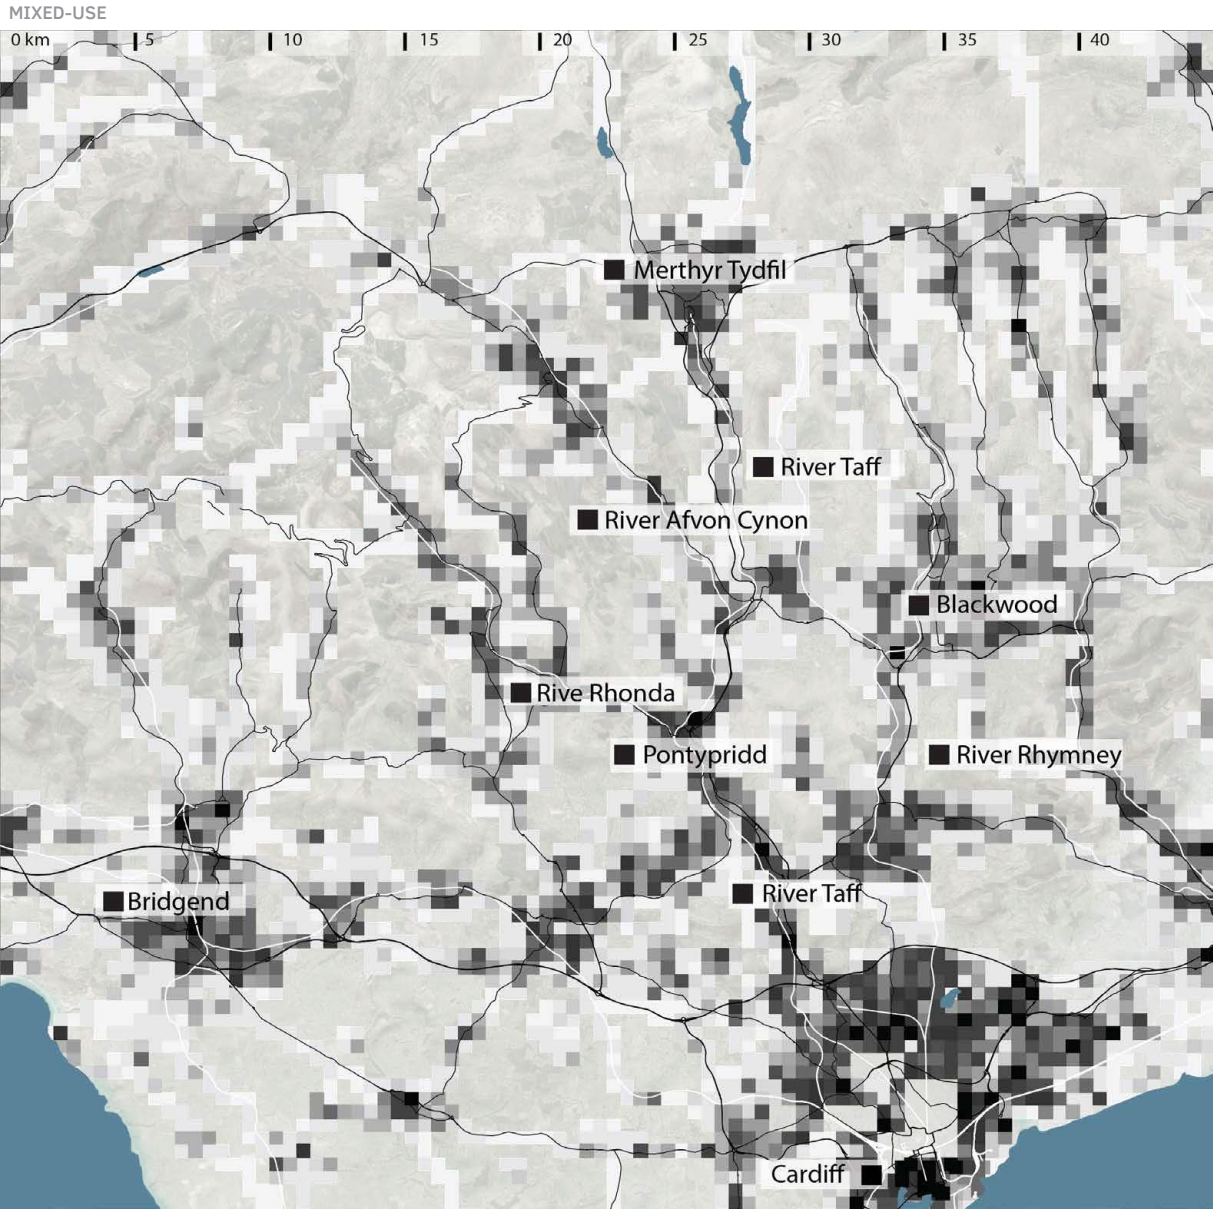 MIXED-USE
0 km 5 10 15 20 25 30 35 40
Merthyr Tydfil
River Taff
River Afvon Cynon
Blackwood
Rive Rhonda
Pontypridd
River Rhymney
River Taff
Bridgend
Cardiff